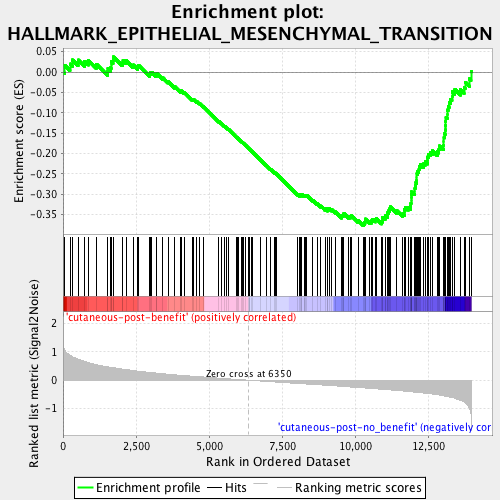 Enrichment plot:
HALLMARK_EPITHELIAL_MESENCHYMAL_TRANSITION
Enrichment score (ES)
0.05
0.00
-0.05
-0.10
-0.15
-0.20
-0.25
-0.30
-0.35
'cutaneous-post-benefit' (positively correlated)
Ranked list metric (Signal2Noise)
2
1
0
-1
Zero cross at 6350
'cutaneous-post-no_benefit' (negatively cor
0
2,500
5,000
7,500
10,000
12,500
Rank in Ordered Dataset
Enrichment profile
Hits
Ranking metric scores